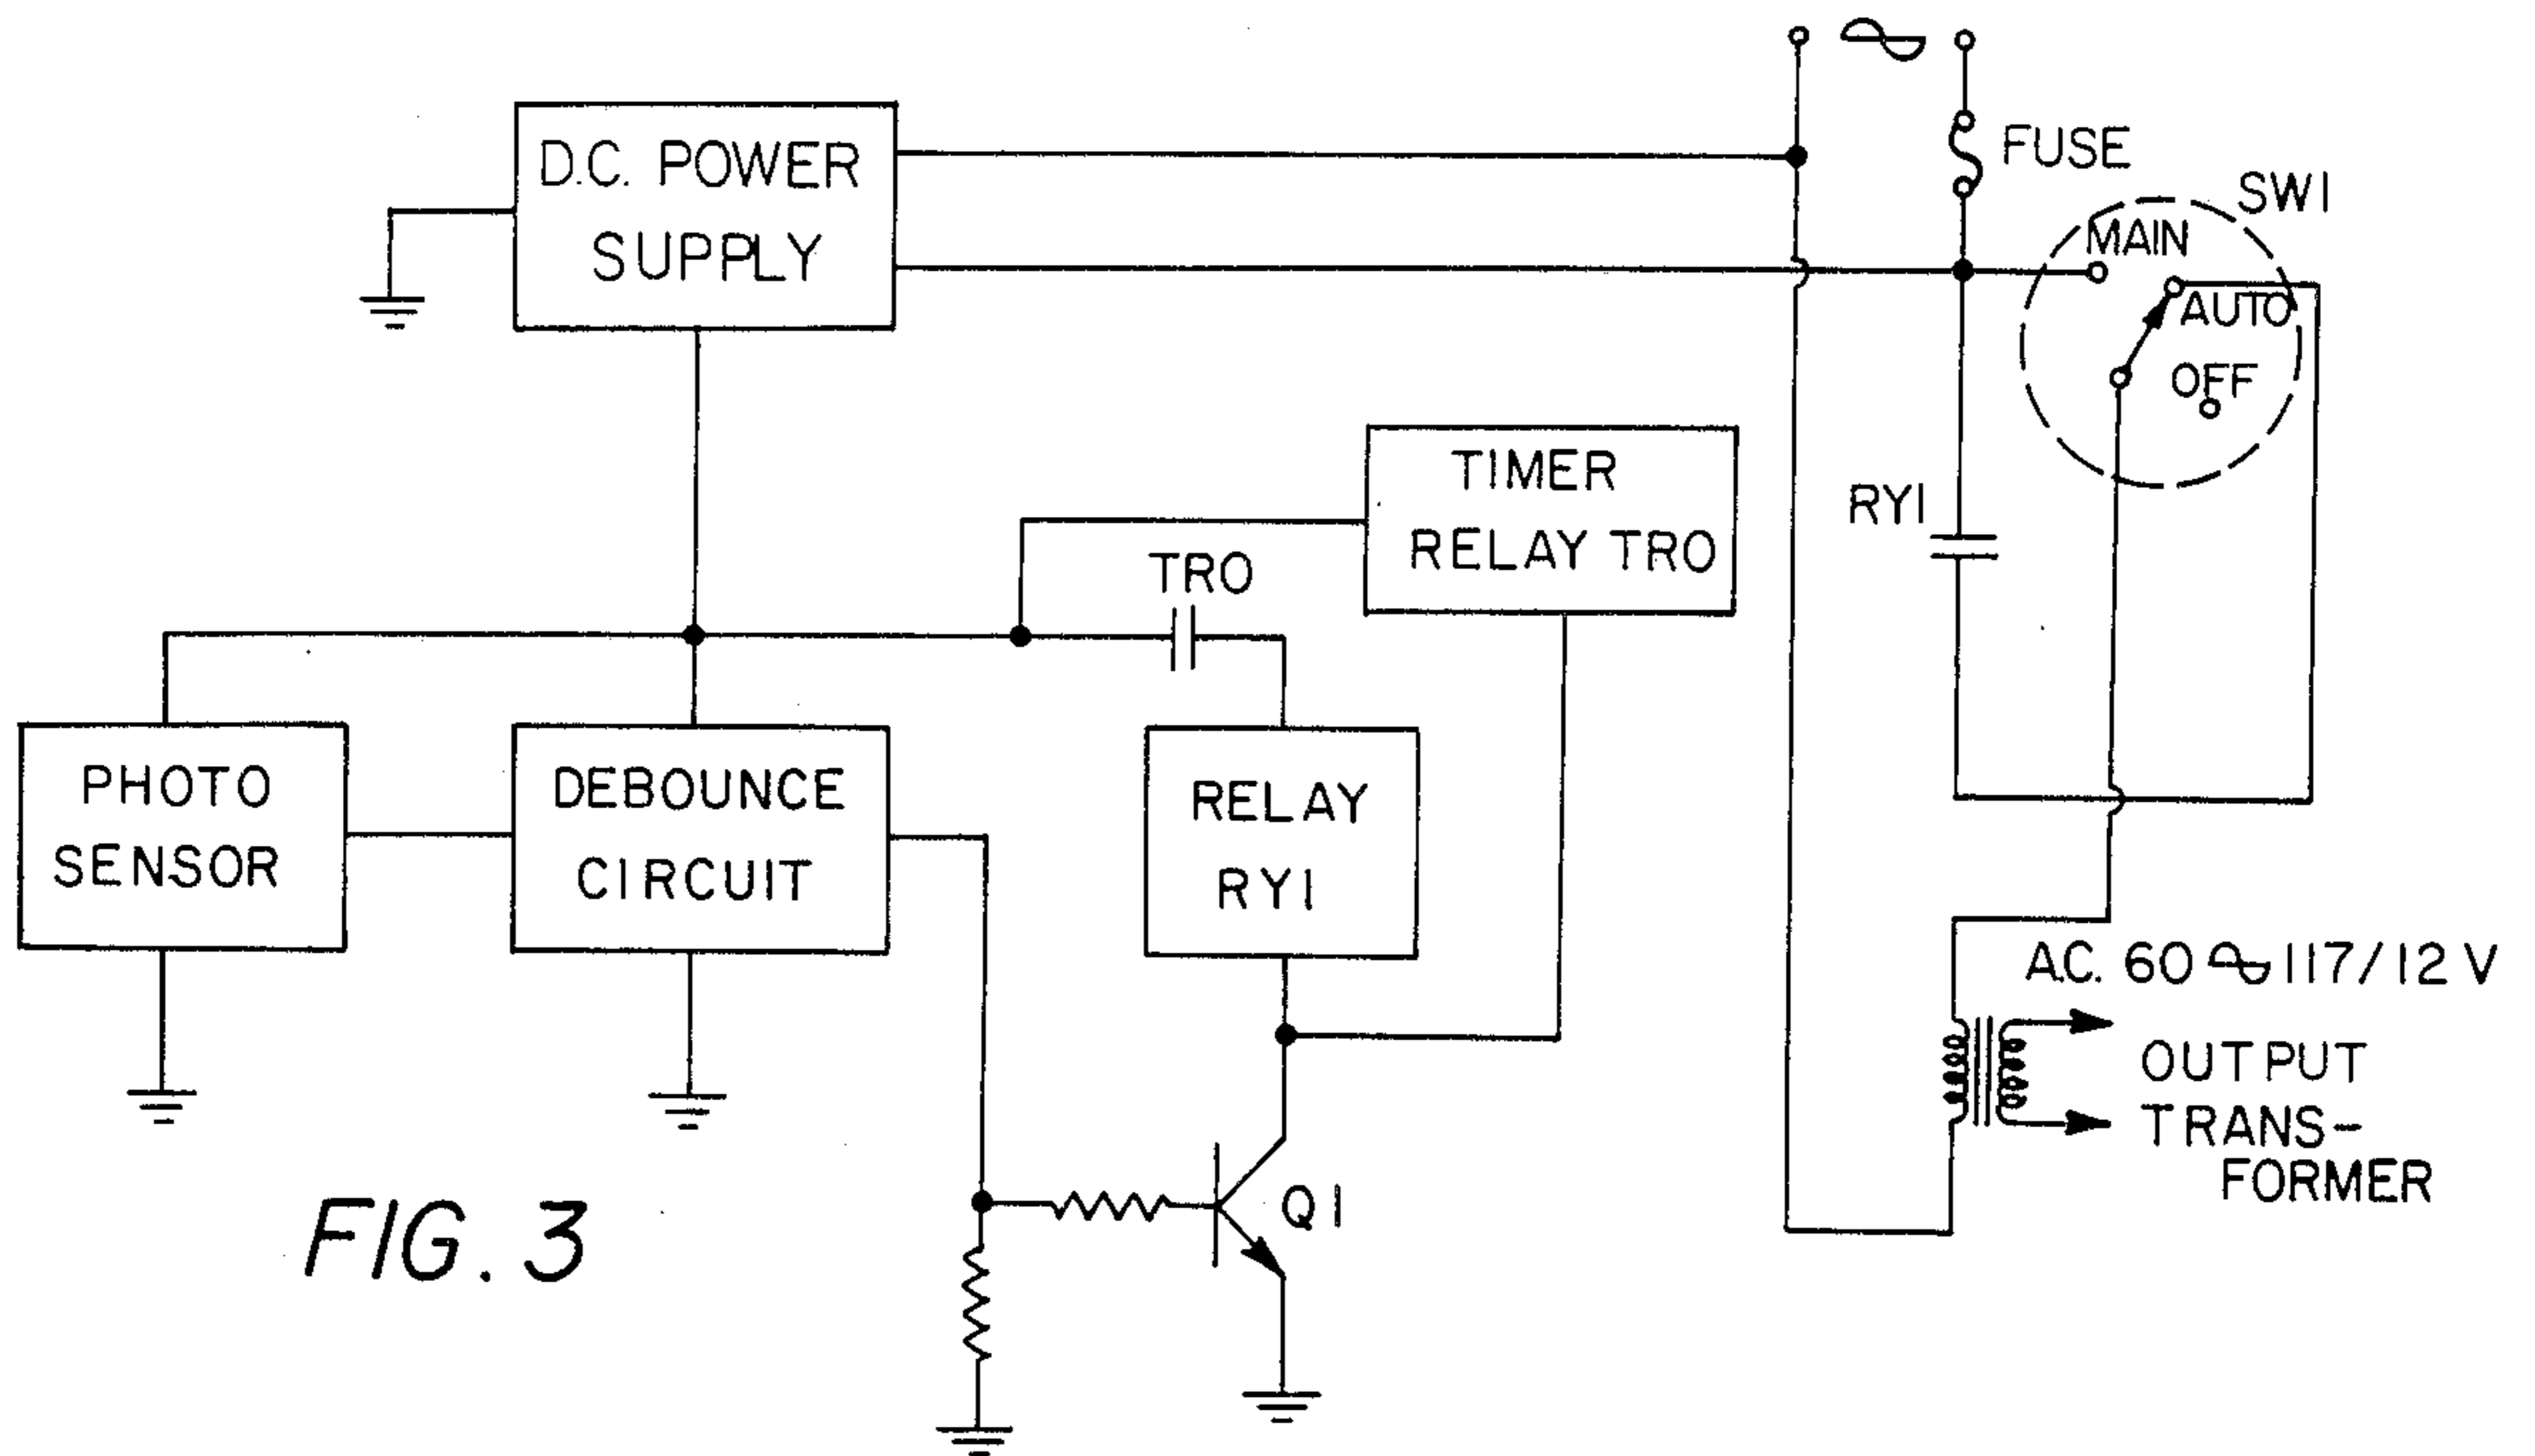 D.C. POWER
SUPPLY
FUSE
SW1
MAIN
AUTO
OFF
TIMER
RELAY TRO
RY1
TRO
PHOTO
SENSOR
DEBOUNCE
CIRCUIT
RELAY
RY1
A.C. 60 117/12 V
OUTPUT
TRANS-
FORMER
Q1
FIG. 3